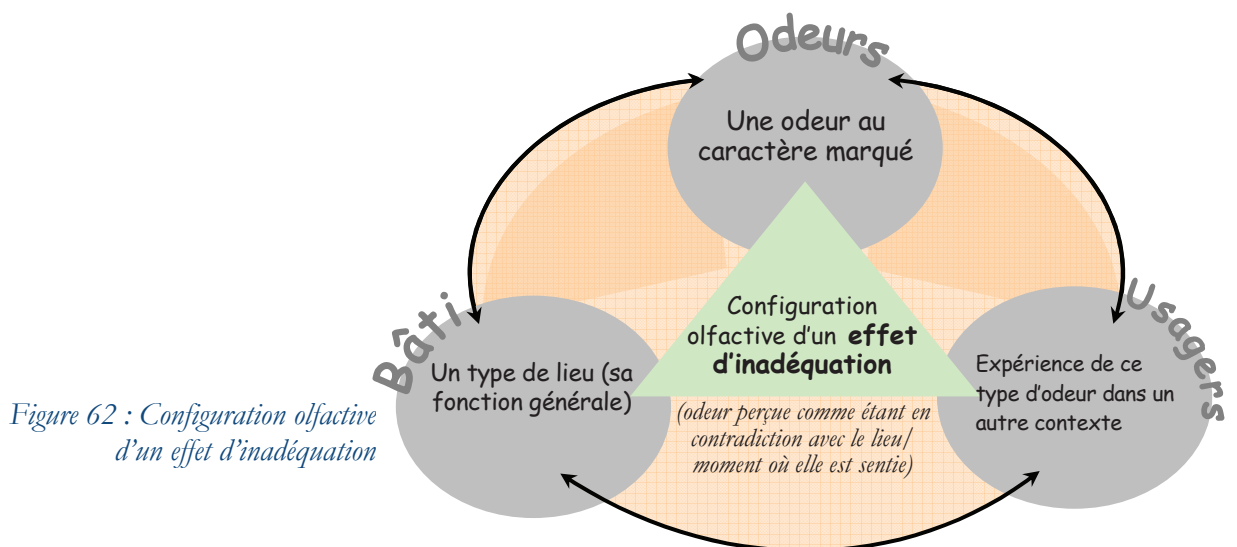 Odeurs
Une odeur au
caractère marqué
Bâti
Un type de lieu (sa
fonction générale)
Configuration
olfactive d'un effet
d'inadéquation
(odeur perçue comme étant en
contradiction avec le lieu/
moment où elle est sentie)
Usagers
Expérience de ce
type d'odeur dans un
autre contexte
Figure 62 : Configuration olfactive
d'un effet d'inadéquation